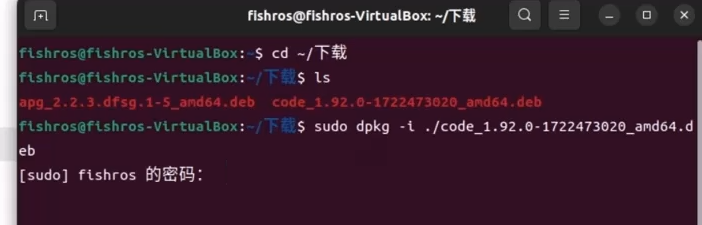 fishros@fishros-VirtualBox: ~/下载
fishros@fishros-VirtualBox:~$ cd ~/下载
fishros@fishros-VirtualBox:~/下载$ ls
apg_2.2.3.dfsg.1-5_amd64.deb  code_1.92.0-1722473020_amd64.deb
fishros@fishros-VirtualBox:~/下载$ sudo dpkg -i ./code_1.92.0-1722473020_amd64.d
eb
[sudo] fishros 的密码: